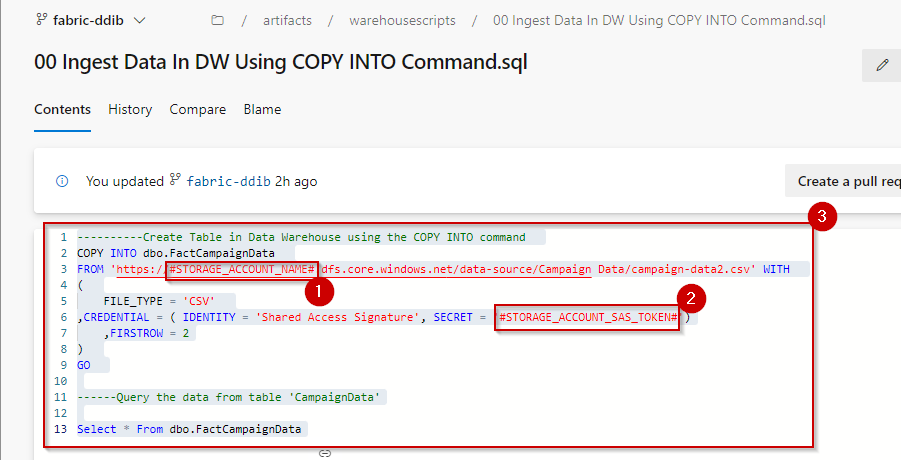 fabric-ddib / artifacts / warehousescripts / 00 Ingest Data In DW Using COPY INTO Command.sql
00 Ingest Data In DW Using COPY INTO Command.sql
Contents History Compare Blame
You updated fabric-ddib 2h ago
Create a pull req
3
1 ----------Create Table in Data Warehouse using the COPY INTO command
2 COPY INTO dbo.FactCampaignData
3 FROM 'https://#STORAGE_ACCOUNT_NAME#.dfs.core.windows.net/data-source/Campaign Data/campaign-data2.csv' WITH
4 (
1
5 FILE_TYPE = 'CSV'
2
6 ,CREDENTIAL = ( IDENTITY = 'Shared Access Signature', SECRET = '#STORAGE_ACCOUNT_SAS_TOKEN#')
7 ,FIRSTROW = 2
8 )
9 GO
10
11 ------Query the data from table 'CampaignData'
12
13 Select * From dbo.FactCampaignData